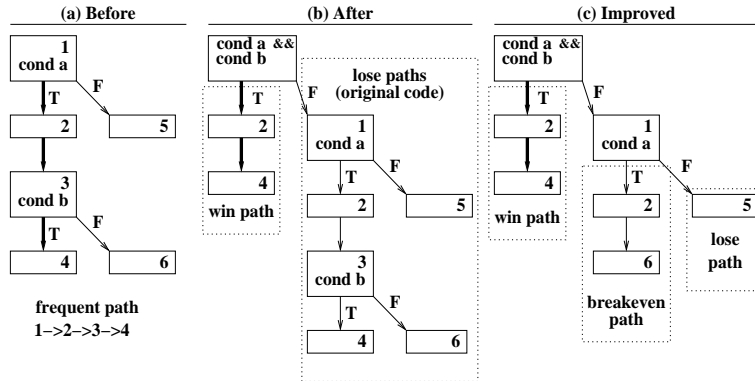 (a) Before
1
cond a
T
F
2
5
3
cond b
T
F
4
6
frequent path
1−>2−>3−>4
(b) After
cond a &&
cond b
T
F
2
4
win path
lose paths
(original code)
1
cond a
T
F
2
5
3
cond b
T
F
4
6
(c) Improved
cond a &&
cond b
T
F
2
4
win path
1
cond a
T
F
2
5
6
breakeven
path
lose
path